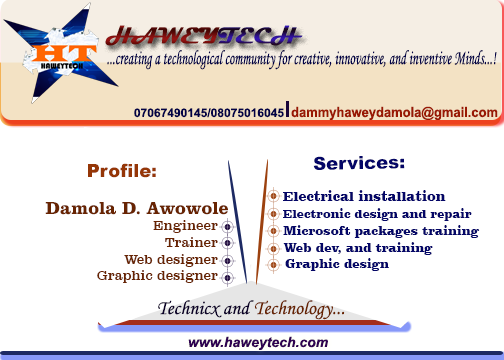 HT
HAWEYTECH
HAWEYTECH
...creating a technological community for creative, innovative, and inventive Minds...!
07067490145/08075016045 dammyhaweydamola@gmail.com
Profile:
Damola D. Awowole
Engineer
Trainer
Web designer
Graphic designer
Services:
Electrical installation
Electronic design and repair
Microsoft packages training
Web dev, and training
Graphic design
Technicx and Technology...
www.haweytech.com